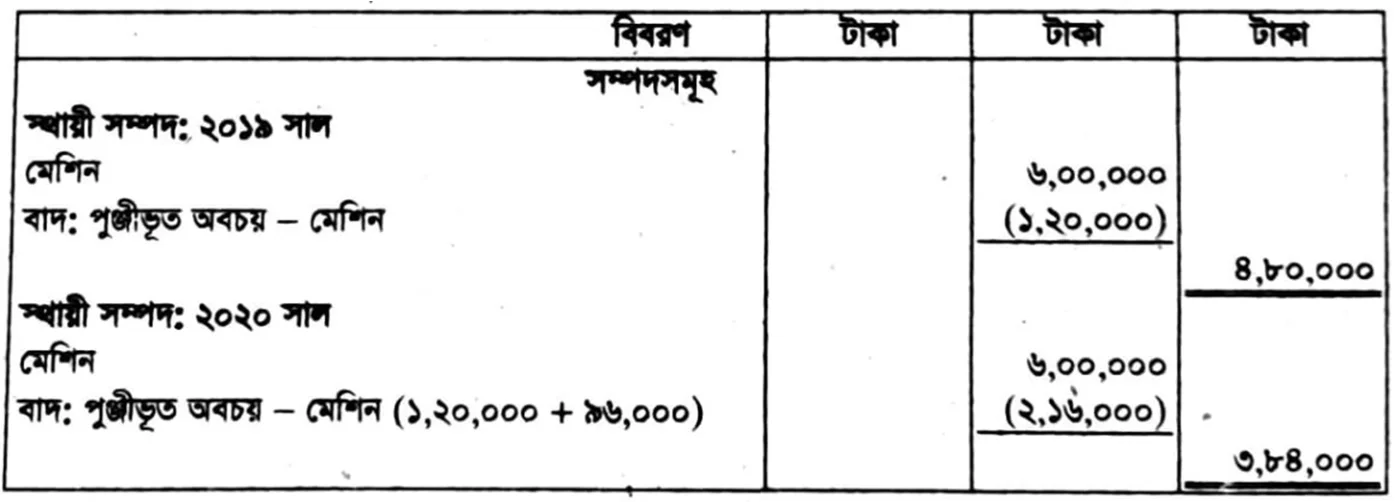 বিবরণ টাকা টাকা টাকা
সম্পদসমূহ
স্থায়ী সম্পদ: ২০১৯ সাল
মেশিন ৬,০০,০০০
বাদ: পুঞ্জীভূত অবচয় – মেশিন (১,২০,০০০)
৪,৮০,০০০
স্থায়ী সম্পদ: ২০২০ সাল
মেশিন ৬,০০,০০০
বাদ: পুঞ্জীভূত অবচয় – মেশিন (১,২০,০০০ + ৯৬,০০০) (২,১৬,০০০)
৩,৮৪,০০০